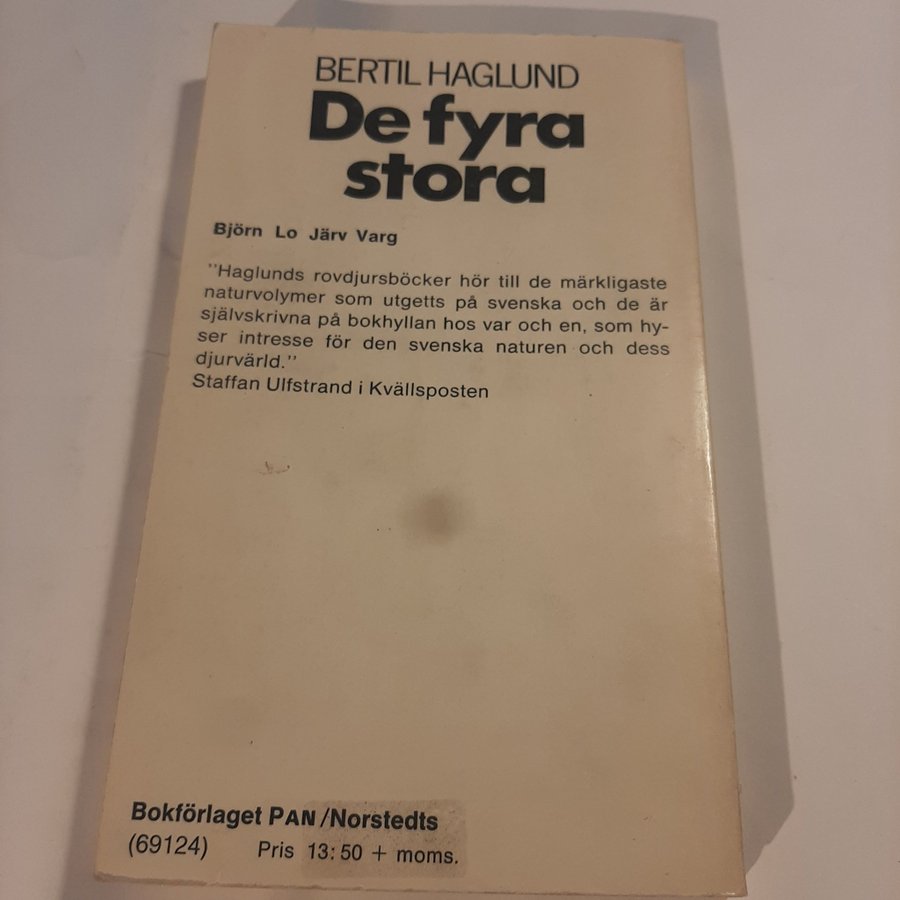 BERTIL HAGLUND
De fyra
stora
Björn Lo Järv Varg
"Haglunds rovdjursböcker hör till de märkligaste
naturvolymer som utgetts på svenska och de är
självskrivna på bokhyllan hos var och en, som hy-
ser intresse för den svenska naturen och dess
djurvärld."
Staffan Ulfstrand i Kvällsposten
Bokförlaget PAN/Norstedts
(69124) Pris 13:50 + moms.